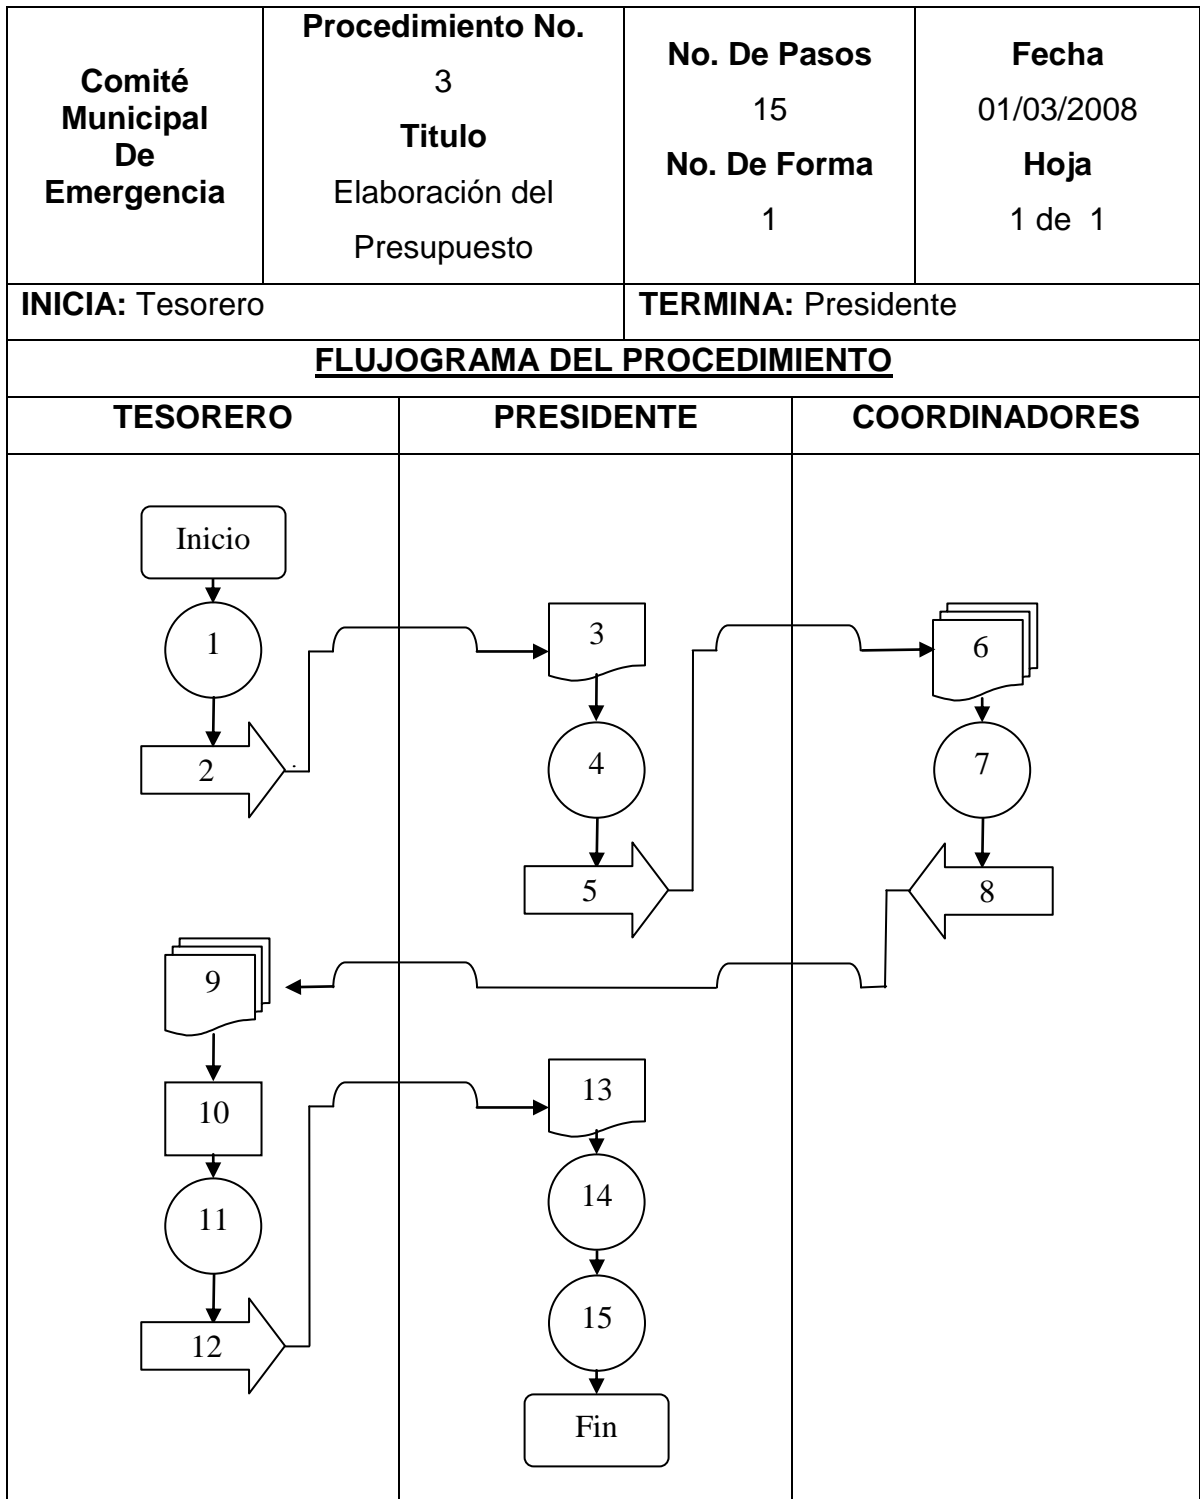 Comité
Municipal
De
Emergencia
Procedimiento No.
3
Titulo
Elaboración del
Presupuesto
No. De Pasos
15
No. De Forma
1
Fecha
01/03/2008
Hoja
1 de 1
INICIA: Tesorero
TERMINA: Presidente
FLUJOGRAMA DEL PROCEDIMIENTO
TESORERO
PRESIDENTE
COORDINADORES
Inicio
1
2
3
4
5
6
7
8
9
10
11
12
13
14
15
Fin